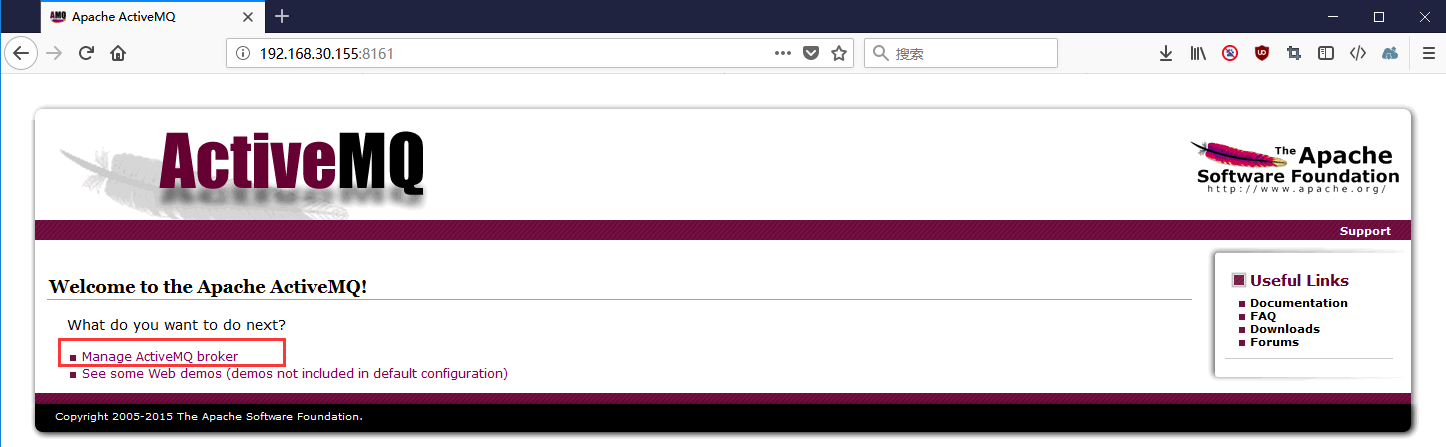 Apache ActiveMQ
192.168.30.155:8161
搜索
ActiveMQ
The Apache
Software Foundation
http://www.apache.org/
Support
Welcome to the Apache ActiveMQ!
What do you want to do next?
Manage ActiveMQ broker
See some Web demos (demos not included in default configuration)
Useful Links
Documentation
FAQ
Downloads
Forums
Copyright 2005-2015 The Apache Software Foundation.